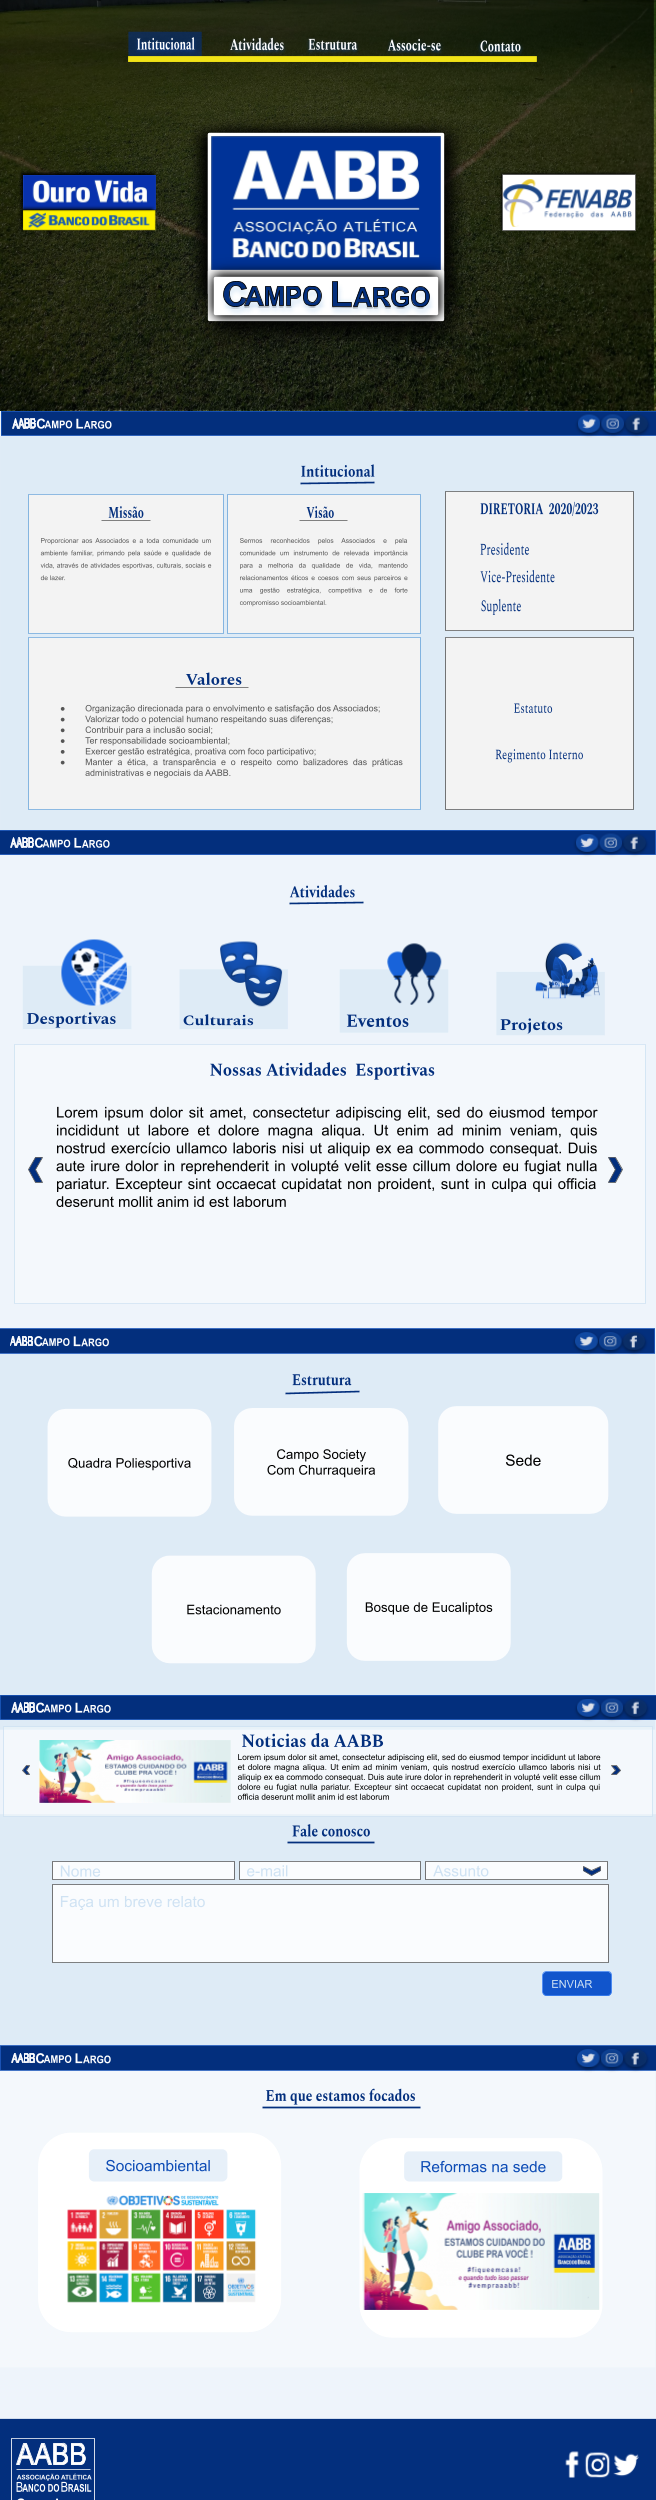 Intitucional Atividades Estrutura Associe-se Contato
AABB
ASSOCIAÇÃO ATLÉTICA
BANCO DO BRASIL
CAMPO LARGO
Ouro Vida
BANCO DO BRASIL
FENABB
Federação das AABB
AABB CAMPO LARGO
Intitucional
Missão
Proporcionar aos Associados e a toda comunidade um
ambiente familiar, primando pela saúde e qualidade de
vida, através de atividades esportivas, culturais, sociais e
de lazer.
Visão
Sermos reconhecidos pelos Associados e pela
comunidade um instrumento de relevada importância
para a melhoria da qualidade de vida, mantendo
relacionamentos éticos e coesos com seus parceiros e
uma gestão estratégica, competitiva e de forte
compromisso socioambiental.
DIRETORIA 2020/2023
Presidente
Vice-Presidente
Suplente
Valores
● Organização direcionada para o envolvimento e satisfação dos Associados;
● Valorizar todo o potencial humano respeitando suas diferenças;
● Contribuir para a inclusão social;
● Ter responsabilidade socioambiental;
● Exercer gestão estratégica, proativa com foco participativo;
● Manter a ética, a transparência e o respeito como balizadores das práticas
administrativas e negociais da AABB.
Estatuto
Regimento Interno
AABB CAMPO LARGO
Atividades
Desportivas
Culturais
Eventos
Projetos
Nossas Atividades Esportivas
Lorem ipsum dolor sit amet, consectetur adipiscing elit, sed do eiusmod tempor
incididunt ut labore et dolore magna aliqua. Ut enim ad minim veniam, quis
nostrud exercício ullamco laboris nisi ut aliquip ex ea commodo consequat. Duis
aute irure dolor in reprehenderit in volupté velit esse cillum dolore eu fugiat nulla
pariatur. Excepteur sint occaecat cupidatat non proident, sunt in culpa qui officia
deserunt mollit anim id est laborum
AABB CAMPO LARGO
Estrutura
Quadra Poliesportiva
Campo Society
Com Churraqueira
Sede
Estacionamento
Bosque de Eucaliptos
AABB CAMPO LARGO
Noticias da AABB
Amigo Associado,
ESTAMOS CUIDANDO DO
CLUBE PRA VOCÊ !
#fiqueemcasa!
e quando tudo isso passar
#vempraaabb!
AABB
Lorem ipsum dolor sit amet, consectetur adipiscing elit, sed do eiusmod tempor incididunt ut labore
et dolore magna aliqua. Ut enim ad minim veniam, quis nostrud exercício ullamco laboris nisi ut
aliquip ex ea commodo consequat. Duis aute irure dolor in reprehenderit in volupté velit esse cillum
dolore eu fugiat nulla pariatur. Excepteur sint occaecat cupidatat non proident, sunt in culpa qui
officia deserunt mollit anim id est laborum
Fale conosco
Nome
e-mail
Assunto
Faça um breve relato
ENVIAR
AABB CAMPO LARGO
Em que estamos focados
Socioambiental
OBJETIVOS DE DESENVOLVIMENTO
SUSTENTÁVEL
Reformas na sede
Amigo Associado,
ESTAMOS CUIDANDO DO
CLUBE PRA VOCÊ !
#fiqueemcasa!
e quando tudo isso passar
#vempraaabb!
AABB
ASSOCIAÇÃO ATLÉTICA
BANCO DO BRASIL
AABB
ASSOCIAÇÃO ATLÉTICA
BANCO DO BRASIL